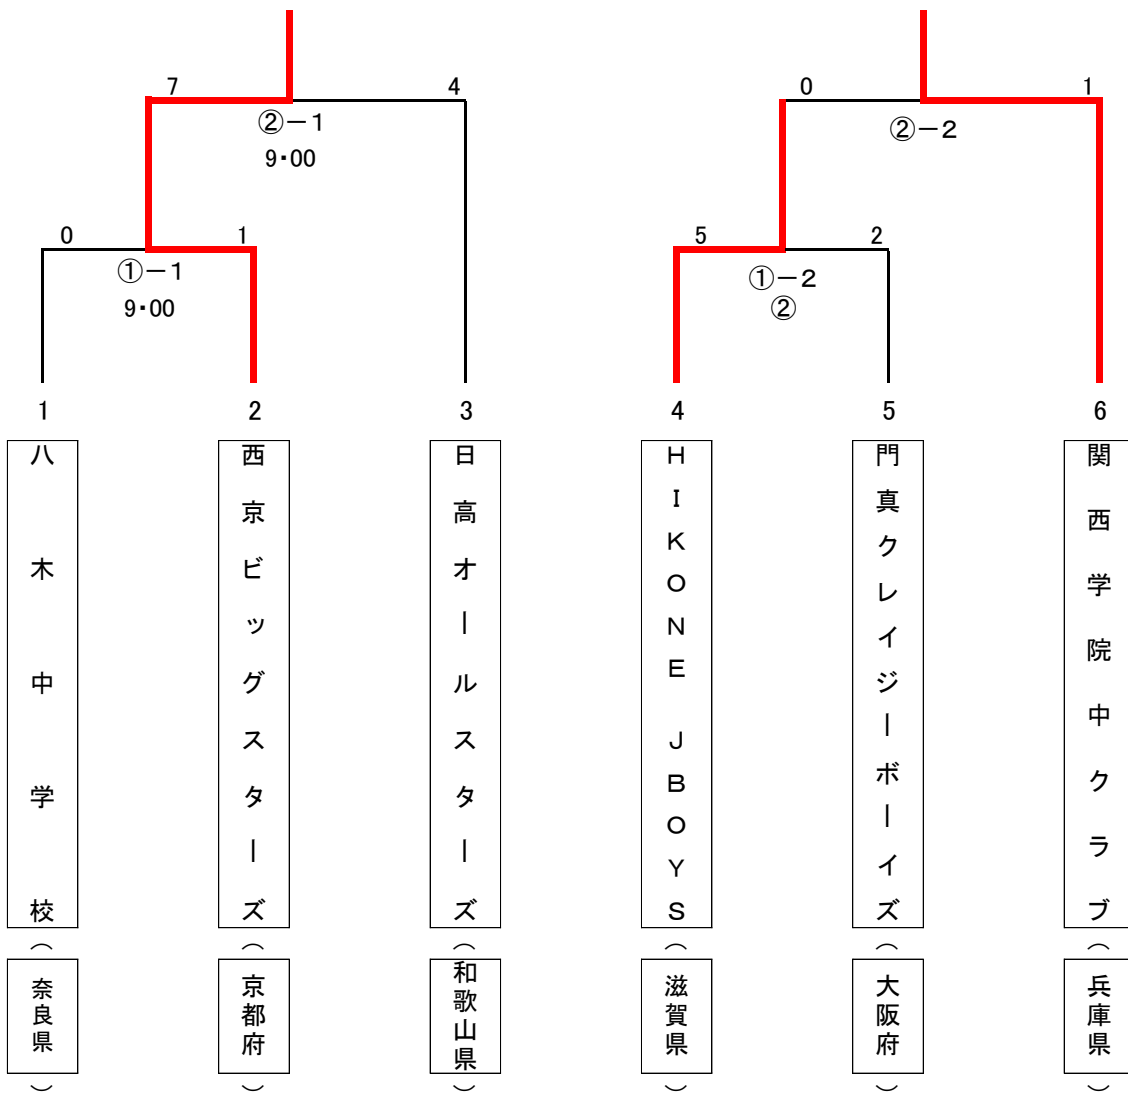 7
4
0
1
②－1
9･00
②－2
0
1
5
2
①－1
9･00
①－2
②
1
2
3
4
5
6
八木中学校
（奈良県）
西京ビッグスターズ
（京都府）
日高オールスターズ
（和歌山県）
ＨＩＫＯＮＥ　ＪＢＯＹＳ
（滋賀県）
門真クレイジーボーイズ
（大阪府）
関西学院中クラブ
（兵庫県）